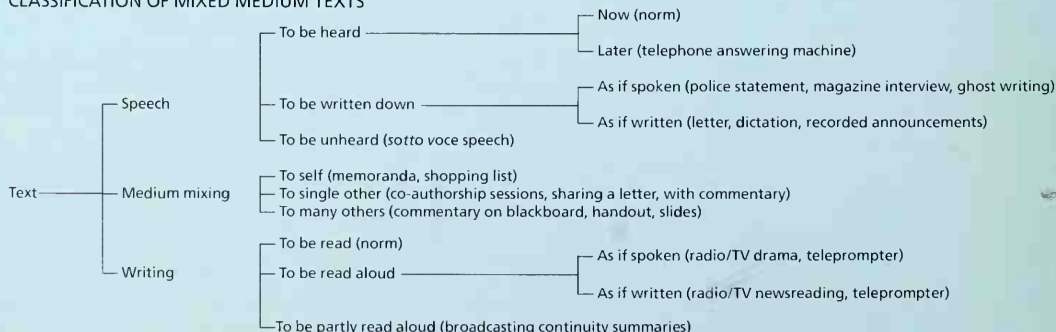 CLASSIFICATION OF MIXED MEDIUM TEXTS
Text
Speech
To be heard
Now (norm)
Later (telephone answering machine)
To be written down
As if spoken (police statement, magazine interview, ghost writing)
As if written (letter, dictation, recorded announcements)
To be unheard (sotto voce speech)
Medium mixing
To self (memoranda, shopping list)
To single other (co-authorship sessions, sharing a letter, with commentary)
To many others (commentary on blackboard, handout, slides)
Writing
To be read (norm)
To be read aloud
As if spoken (radio/TV drama, teleprompter)
As if written (radio/TV newsreading, teleprompter)
To be partly read aloud (broadcasting continuity summaries)